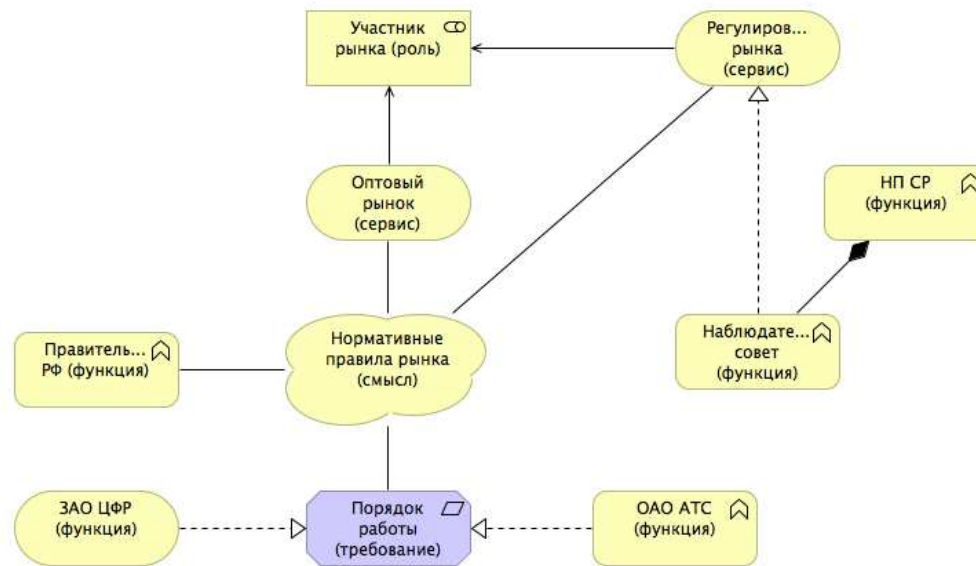 Участник
рынка (роль)
Регулиров...
рынка
(сервис)
Оптовый
рынок
(сервис)
НП СР
(функция)
Нормативные
правила рынка
(смысл)
Правитель...
РФ (функция)
Наблюдате...
совет
(функция)
ЗАО ЦФР
(функция)
Порядок
работы
(требование)
ОАО АТС
(функция)